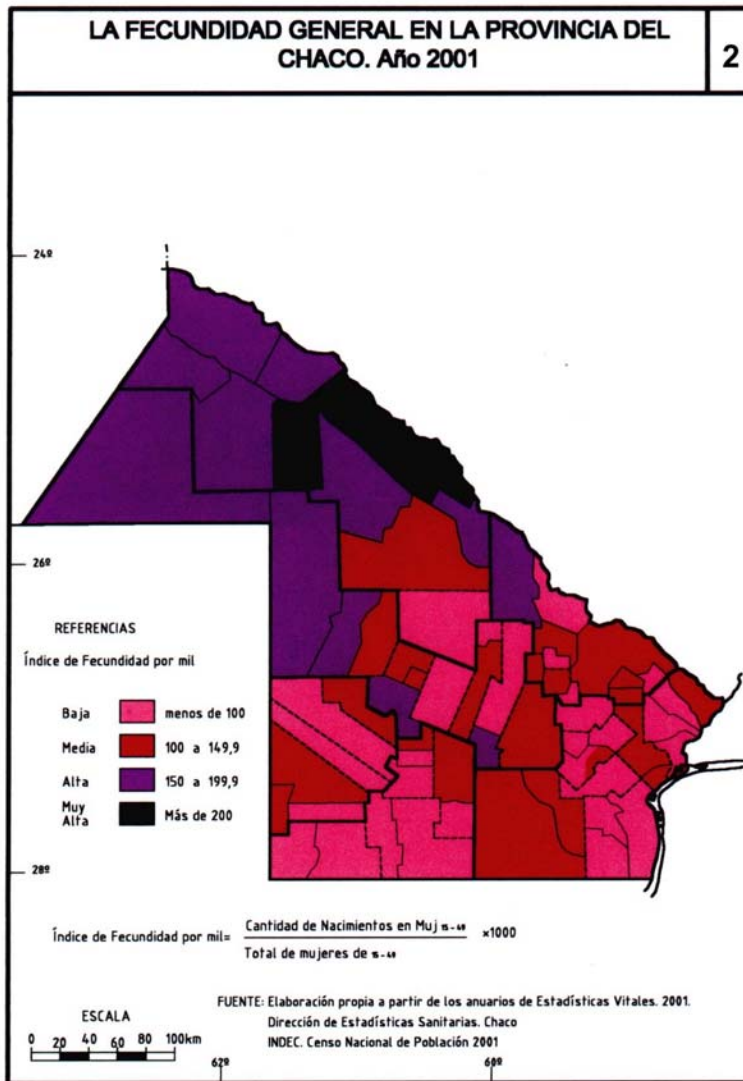 LA FECUNDIDAD GENERAL EN LA PROVINCIA DEL
CHACO. Año 2001
2
24º
26º
REFERENCIAS
Índice de Fecundidad por mil
Baja menos de 100
Media 100 a 149,9
Alta 150 a 199,9
Muy
Alta Más de 200
28º
Índice de Fecundidad por mil= Cantidad de Nacimientos en Muj 15-49 x1000
Total de mujeres de 15-49
FUENTE: Elaboración propia a partir de los anuarios de Estadísticas Vitales. 2001.
Dirección de Estadísticas Sanitarias. Chaco
INDEC. Censo Nacional de Población 2001
ESCALA
0 20 40 60 80 100km
62º 60º